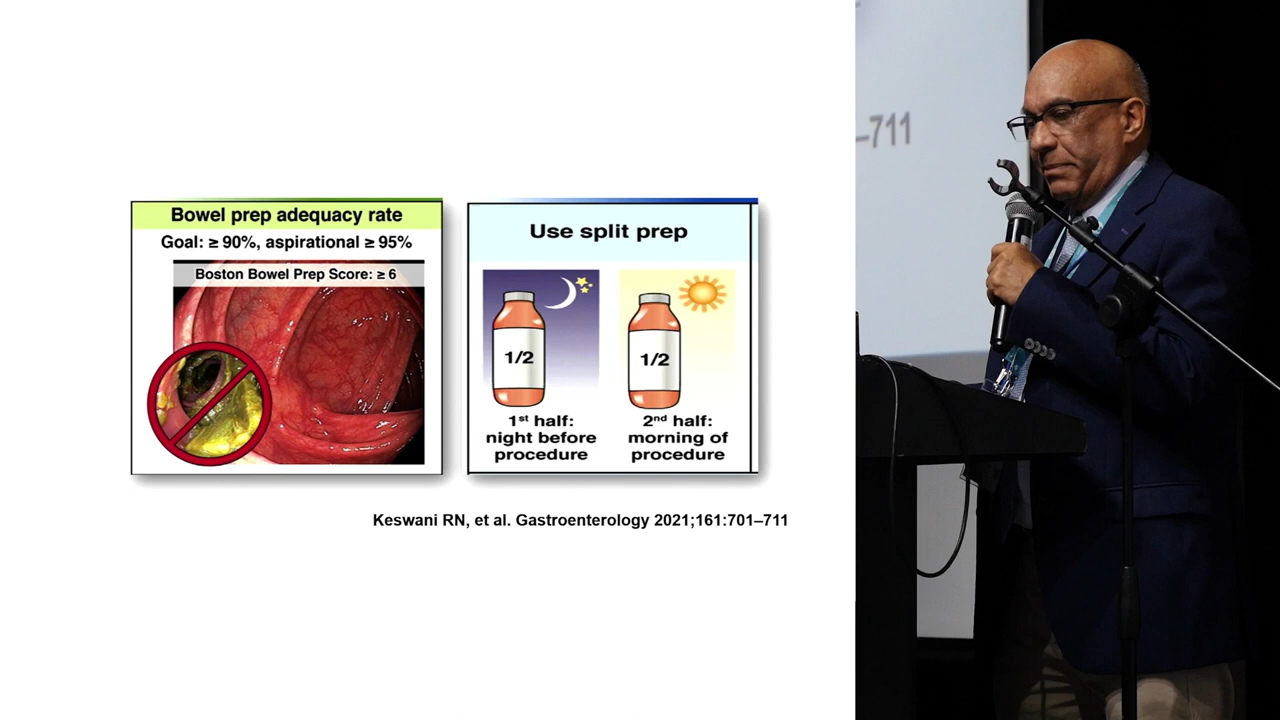 Bowel prep adequacy rate
Goal: ≥ 90%, aspirational ≥ 95%
Boston Bowel Prep Score: ≥ 6
Use split prep
1/2
1/2
1st half:
night before
procedure
2nd half:
morning of
procedure
Keswani RN, et al. Gastroenterology 2021;161:701–711
–711